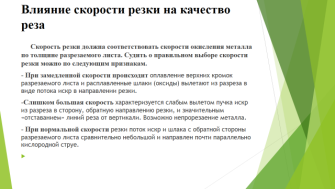 Влияние скорости резки на качество
реза
Скорость резки должна соответствовать скорости окисления металла
по толщине разрезаемого листа. Судить о правильном выборе скорости
резки можно по следующим признакам.
- При замедленной скорости происходит оплавление верхних кромок
разрезаемого листа и расплавленные шлаки (оксиды) вылетают из разреза в
виде потока искр в направлении резки.
-Слишком большая скорость характеризуется слабым вылетом пучка искр
из разреза в сторону, обратную направлению резки, и значительным
«отставанием» линий реза от вертикали. Возможно непрорезание металла.
- При нормальной скорости резки поток искр и шлака с обратной стороны
разрезаемого листа сравнительно небольшой и направлен почти параллельно
кислородной струе.